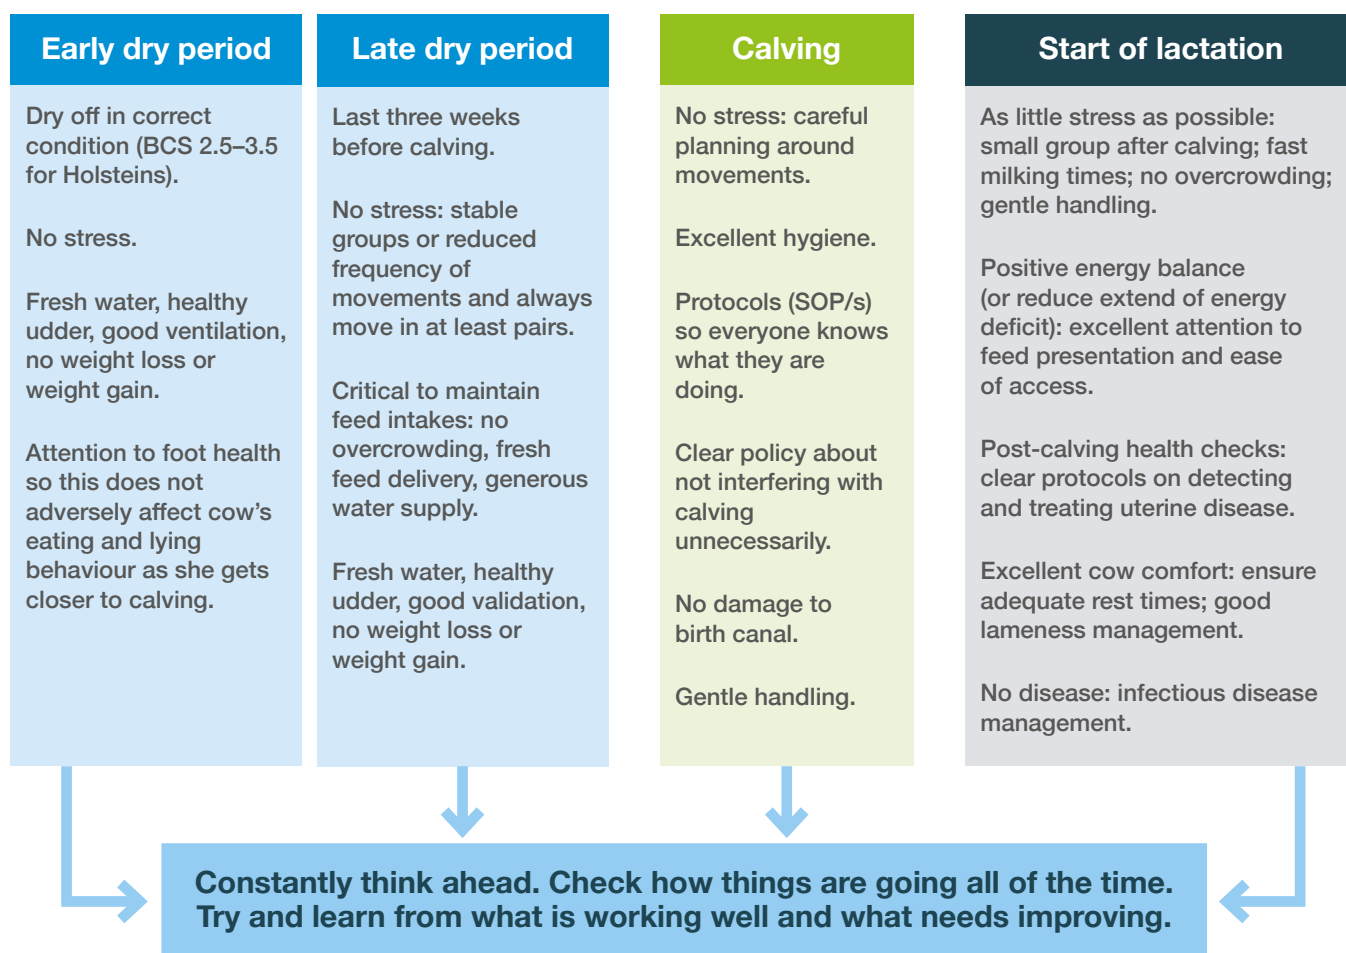 Early dry period
Dry off in correct
condition (BCS 2.5–3.5
for Holsteins).
No stress.
Fresh water, healthy
udder, good ventilation,
no weight loss or
weight gain.
Attention to foot health
so this does not
adversely affect cow’s
eating and lying
behaviour as she gets
closer to calving.
Late dry period
Last three weeks
before calving.
No stress: stable
groups or reduced
frequency of
movements and always
move in at least pairs.
Critical to maintain
feed intakes: no
overcrowding, fresh
feed delivery, generous
water supply.
Fresh water, healthy
udder, good validation,
no weight loss or
weight gain.
Calving
No stress: careful
planning around
movements.
Excellent hygiene.
Protocols (SOP/s)
so everyone knows
what they are
doing.
Clear policy about
not interfering with
calving
unnecessarily.
No damage to
birth canal.
Gentle handling.
Start of lactation
As little stress as possible:
small group after calving; fast
milking times; no overcrowding;
gentle handling.
Positive energy balance
(or reduce extend of energy
deficit): excellent attention to
feed presentation and ease
of access.
Post-calving health checks:
clear protocols on detecting
and treating uterine disease.
Excellent cow comfort: ensure
adequate rest times; good
lameness management.
No disease: infectious disease
management.
Constantly think ahead. Check how things are going all of the time.
Try and learn from what is working well and what needs improving.